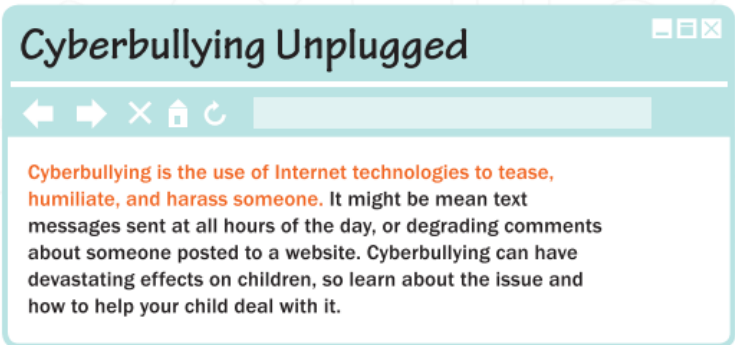 Cyberbullying Unplugged
Cyberbullying is the use of Internet technologies to tease,
humiliate, and harass someone. It might be mean text
messages sent at all hours of the day, or degrading comments
about someone posted to a website. Cyberbullying can have
devastating effects on children, so learn about the issue and
how to help your child deal with it.